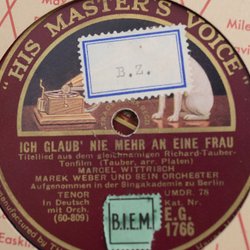 "HIS MASTER'S VOICE"
B.Z.
ICH GLAUB' NIE MEHR AN EINE FRAU
Titellied aus dem gleichnamigen Richard-Tauber-
Tonfilm (Tauber, arr. Platen)
MARCEL WITTRISCH
MAREK WEBER UND SEIN ORCHESTER
Aufgenommen in der Singakademie zu Berlin
TENOR
UMDR. 78
In Deutsch
mit Orch.
(60-809)
Kat. Nr.
B.I.E.M.
E.G.
1766